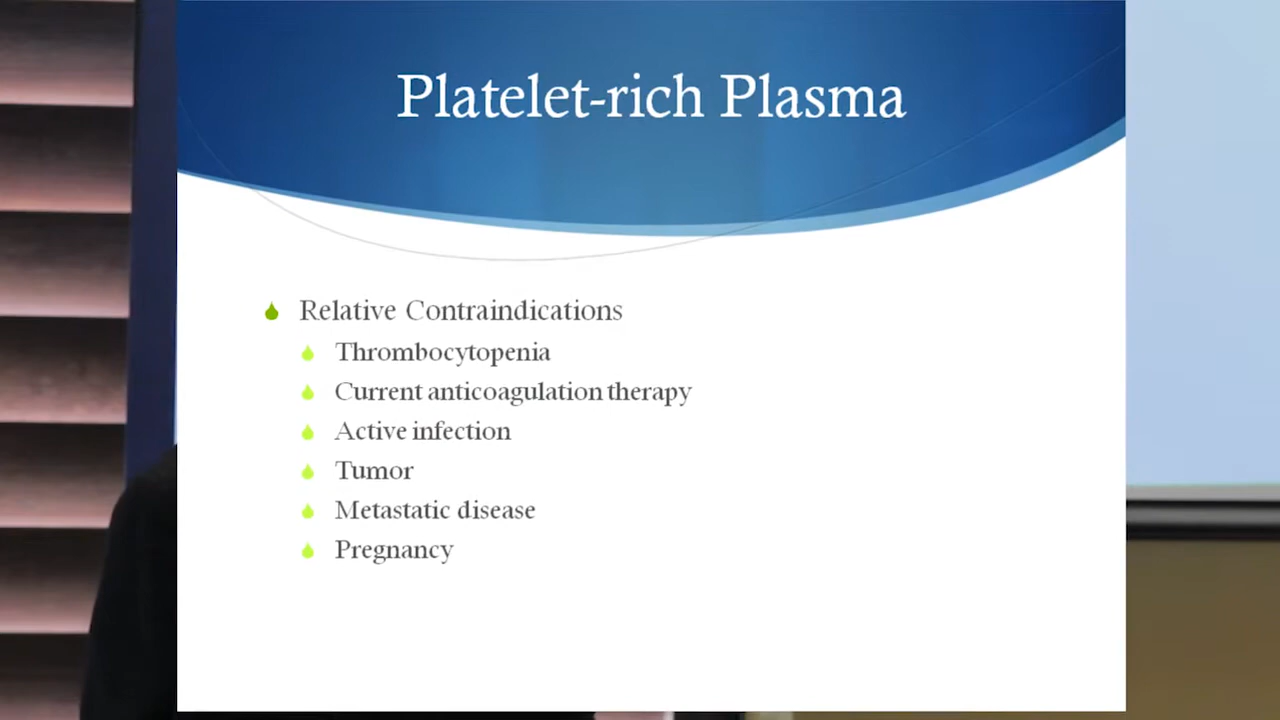 Platelet-rich Plasma
Relative Contraindications
Thrombocytopenia
Current anticoagulation therapy
Active infection
Tumor
Metastatic disease
Pregnancy